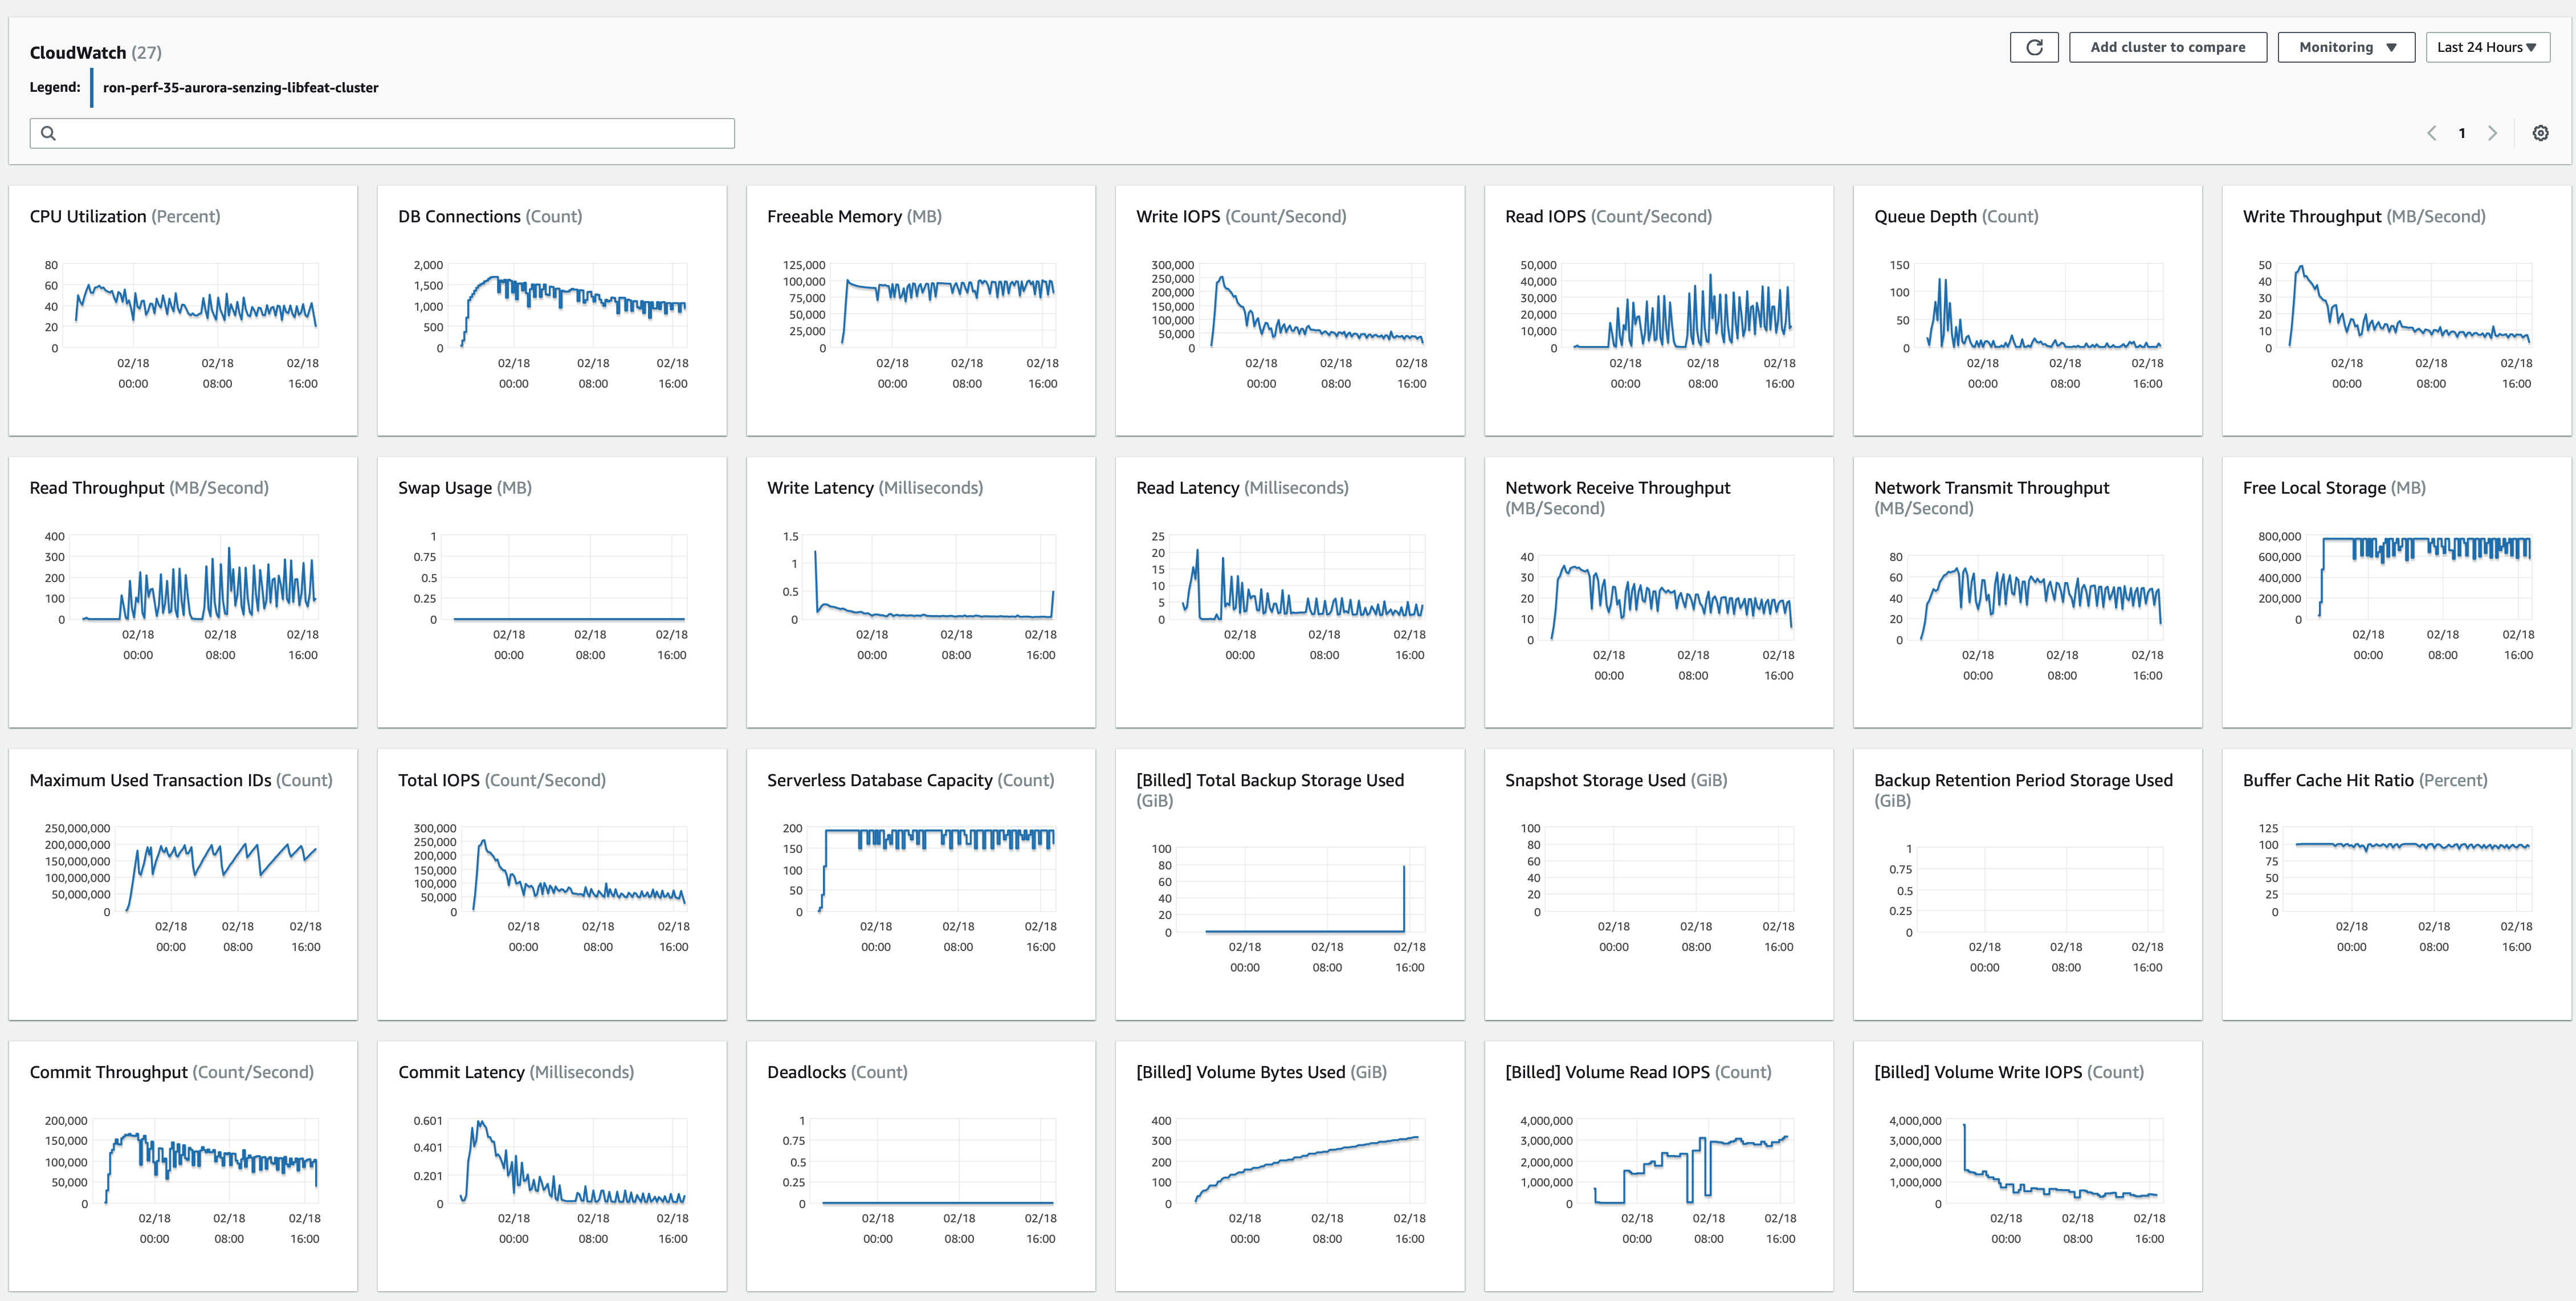 CloudWatch (27)
Add cluster to compare
Monitoring
Last 24 Hours
Legend:
ron-perf-35-aurora-senzing-libfeat-cluster
1
CPU Utilization (Percent)
80
60
40
20
0
02/18 02/18 02/18
00:00 08:00 16:00
DB Connections (Count)
2,000
1,500
1,000
500
0
02/18 02/18 02/18
00:00 08:00 16:00
Freeable Memory (MB)
125,000
100,000
75,000
50,000
25,000
0
02/18 02/18 02/18
00:00 08:00 16:00
Write IOPS (Count/Second)
300,000
250,000
200,000
150,000
100,000
50,000
0
02/18 02/18 02/18
00:00 08:00 16:00
Read IOPS (Count/Second)
50,000
40,000
30,000
20,000
10,000
0
02/18 02/18 02/18
00:00 08:00 16:00
Queue Depth (Count)
150
100
50
0
02/18 02/18 02/18
00:00 08:00 16:00
Write Throughput (MB/Second)
50
40
30
20
10
0
02/18 02/18 02/18
00:00 08:00 16:00
Read Throughput (MB/Second)
400
300
200
100
0
02/18 02/18 02/18
00:00 08:00 16:00
Swap Usage (MB)
1
0.75
0.5
0.25
0
02/18 02/18 02/18
00:00 08:00 16:00
Write Latency (Milliseconds)
1.5
1
0.5
0
02/18 02/18 02/18
00:00 08:00 16:00
Read Latency (Milliseconds)
25
20
15
10
5
0
02/18 02/18 02/18
00:00 08:00 16:00
Network Receive Throughput
(MB/Second)
40
30
20
10
0
02/18 02/18 02/18
00:00 08:00 16:00
Network Transmit Throughput
(MB/Second)
80
60
40
20
0
02/18 02/18 02/18
00:00 08:00 16:00
Free Local Storage (MB)
800,000
600,000
400,000
200,000
0
02/18 02/18 02/18
00:00 08:00 16:00
Maximum Used Transaction IDs (Count)
250,000,000
200,000,000
150,000,000
100,000,000
50,000,000
0
02/18 02/18 02/18
00:00 08:00 16:00
Total IOPS (Count/Second)
300,000
250,000
200,000
150,000
100,000
50,000
0
02/18 02/18 02/18
00:00 08:00 16:00
Serverless Database Capacity (Count)
200
150
100
50
0
02/18 02/18 02/18
00:00 08:00 16:00
[Billed] Total Backup Storage Used
(GiB)
100
80
60
40
20
0
02/18 02/18 02/18
00:00 08:00 16:00
Snapshot Storage Used (GiB)
100
80
60
40
20
0
02/18 02/18 02/18
00:00 08:00 16:00
Backup Retention Period Storage Used
(GiB)
1
0.75
0.5
0.25
0
02/18 02/18 02/18
00:00 08:00 16:00
Buffer Cache Hit Ratio (Percent)
125
100
75
50
25
0
02/18 02/18 02/18
00:00 08:00 16:00
Commit Throughput (Count/Second)
200,000
150,000
100,000
50,000
0
02/18 02/18 02/18
00:00 08:00 16:00
Commit Latency (Milliseconds)
0.601
0.401
0.201
0
02/18 02/18 02/18
00:00 08:00 16:00
Deadlocks (Count)
1
0.75
0.5
0.25
0
02/18 02/18 02/18
00:00 08:00 16:00
[Billed] Volume Bytes Used (GiB)
400
300
200
100
0
02/18 02/18 02/18
00:00 08:00 16:00
[Billed] Volume Read IOPS (Count)
4,000,000
3,000,000
2,000,000
1,000,000
0
02/18 02/18 02/18
00:00 08:00 16:00
[Billed] Volume Write IOPS (Count)
4,000,000
3,000,000
2,000,000
1,000,000
0
02/18 02/18 02/18
00:00 08:00 16:00